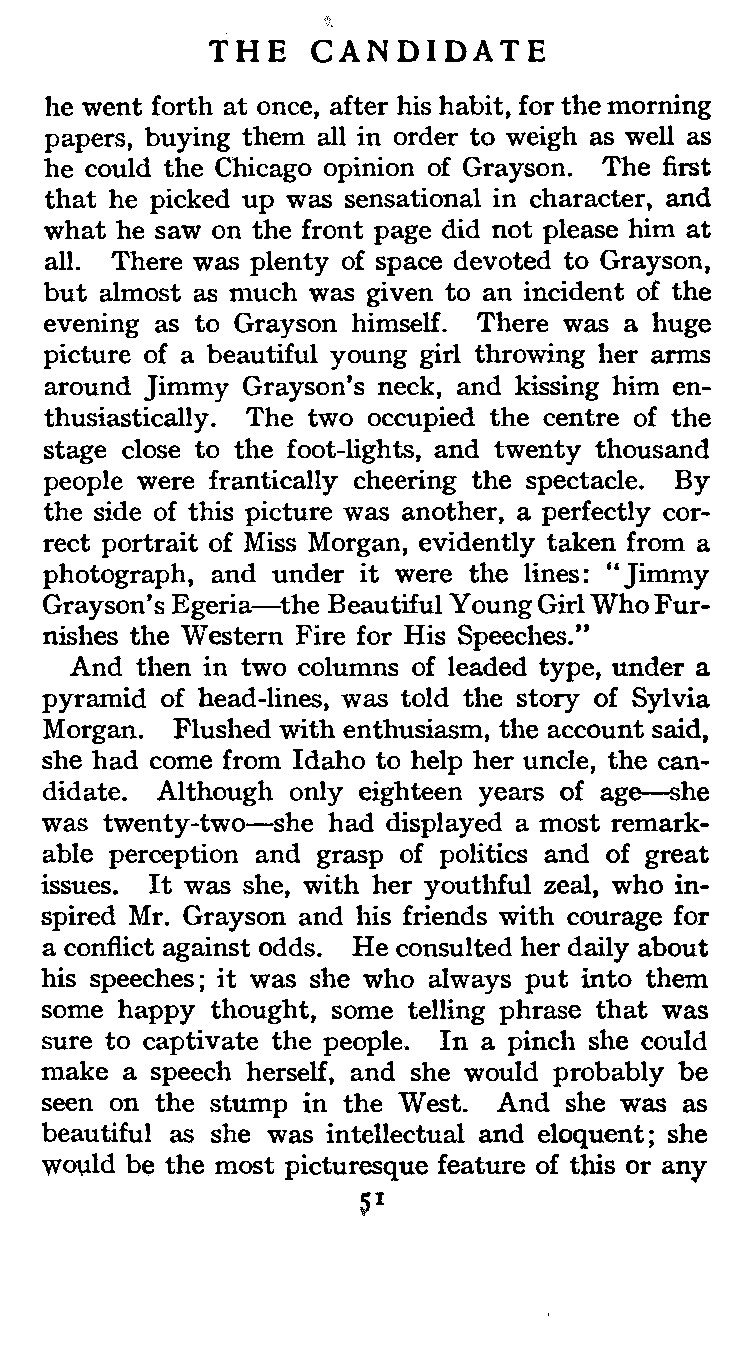 THE CANDIDATE
he went forth at once, after his habit, for the morning
papers, buying them all in order to weigh as well as
he could the Chicago opinion of Grayson. The first
that he picked up was sensational in character, and
what he saw on the front page did not please him at
all. There was plenty of space devoted to Grayson,
but almost as much was given to an incident of the
evening as to Grayson himself. There was a huge
picture of a beautiful young girl throwing her arms
around Jimmy Grayson's neck, and kissing him en-
thusiastically. The two occupied the centre of the
stage close to the foot-lights, and twenty thousand
people were frantically cheering the spectacle. By
the side of this picture was another, a perfectly cor-
rect portrait of Miss Morgan, evidently taken from a
photograph, and under it were the lines: "Jimmy
Grayson's Egeria—the Beautiful Young Girl Who Fur-
nishes the Western Fire for His Speeches."
And then in two columns of leaded type, under a
pyramid of head-lines, was told the story of Sylvia
Morgan. Flushed with enthusiasm, the account said,
she had come from Idaho to help her uncle, the can-
didate. Although only eighteen years of age—she
was twenty-two—she had displayed a most remark-
able perception and grasp of politics and of great
issues. It was she, with her youthful zeal, who in-
spired Mr. Grayson and his friends with courage for
a conflict against odds. He consulted her daily about
his speeches; it was she who always put into them
some happy thought, some telling phrase that was
sure to captivate the people. In a pinch she could
make a speech herself, and she would probably be
seen on the stump in the West. And she was as
beautiful as she was intellectual and eloquent; she
would be the most picturesque feature of this or any
51